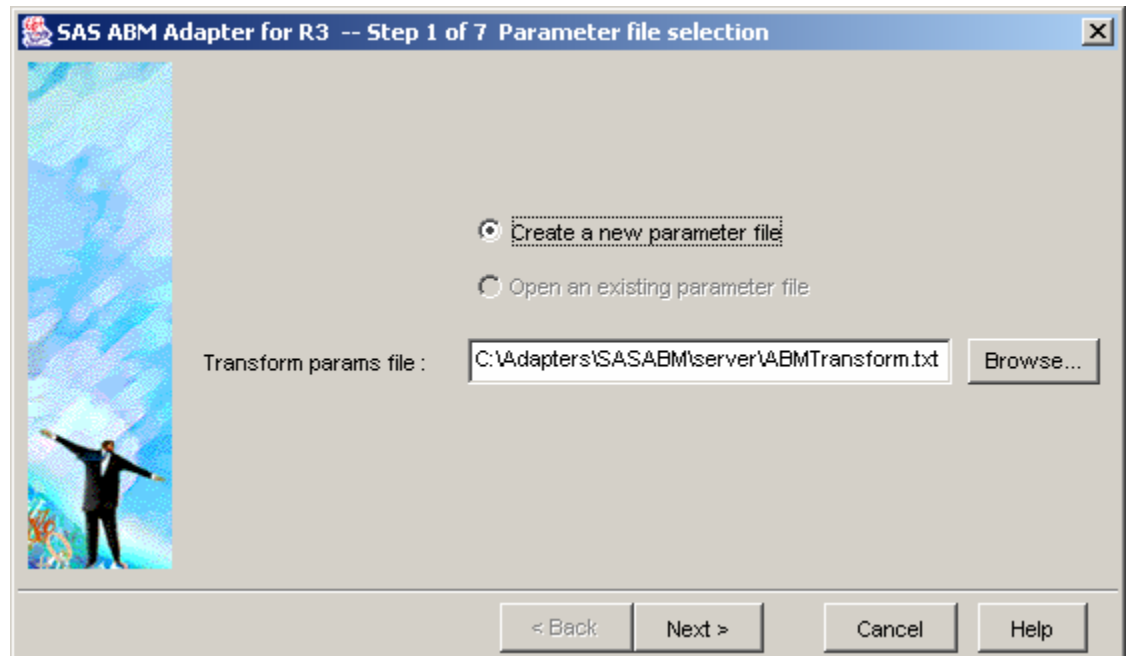 SAS ABM Adapter for R3 -- Step 1 of 7 Parameter file selection
Create a new parameter file
Open an existing parameter file
Transform params file :
C:\Adapters\SASABM\server\ABMTransform.txt
Browse...
< Back
Next >
Cancel
Help